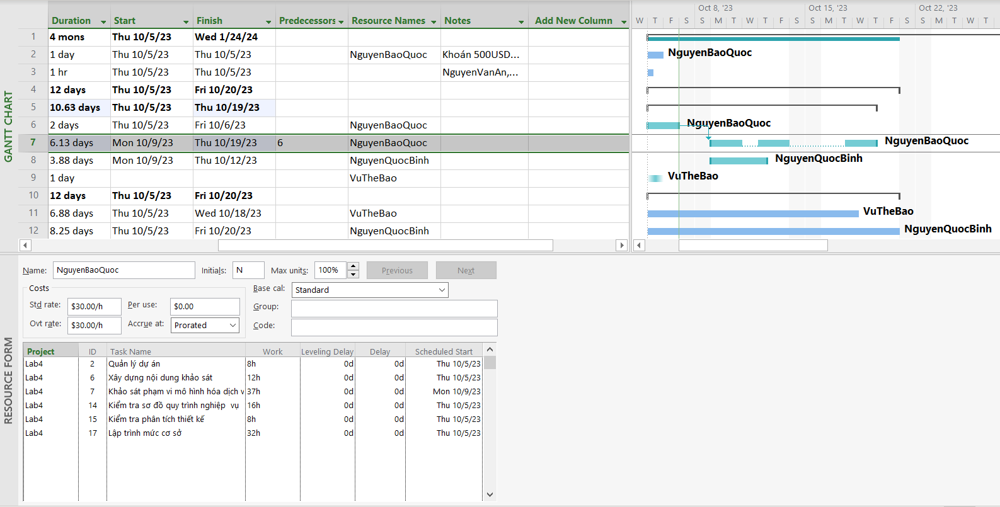 Duration Start Finish Predecessors Resource Names Notes Add New Column
Oct 8, '23 Oct 15, '23 Oct 22, '23
W T F S S M T W T F S S M T W T F S S M T W T
1 4 mons Thu 10/5/23 Wed 1/24/24
2 1 day Thu 10/5/23 Thu 10/5/23 NguyenBaoQuoc Khoán 500USD... NguyenBaoQuoc
3 1 hr Thu 10/5/23 Thu 10/5/23 NguyenVanAn,...
4 12 days Thu 10/5/23 Fri 10/20/23
5 10.63 days Thu 10/5/23 Thu 10/19/23
6 2 days Thu 10/5/23 Fri 10/6/23 NguyenBaoQuoc NguyenBaoQuoc
7 6.13 days Mon 10/9/23 Thu 10/19/23 6 NguyenBaoQuoc NguyenBaoQuoc
8 3.88 days Mon 10/9/23 Thu 10/12/23 NguyenQuocBinh NguyenQuocBinh
9 1 day VuTheBao VuTheBao
10 12 days Thu 10/5/23 Fri 10/20/23
11 6.88 days Thu 10/5/23 Wed 10/18/23 VuTheBao VuTheBao
12 8.25 days Thu 10/5/23 Fri 10/20/23 NguyenQuocBinh NguyenQuocBinh
GANTT CHART
Name: NguyenBaoQuoc Initials: N Max units: 100% Previous Next
Costs Base cal: Standard
Std rate: $30.00/h Per use: $0.00 Group:
Ovt rate: $30.00/h Accrue at: Prorated Code:
Project ID Task Name Work Leveling Delay Delay Scheduled Start
Lab4 2 Quản lý dự án 8h 0d 0d Thu 10/5/23
Lab4 6 Xây dựng nội dung khảo sát 12h 0d 0d Thu 10/5/23
Lab4 7 Khảo sát phạm vi mô hình hóa dịch v 37h 0d 0d Mon 10/9/23
Lab4 14 Kiểm tra sơ đồ quy trình nghiệp vụ 16h 0d 0d Thu 10/5/23
Lab4 15 Kiểm tra phân tích thiết kế 8h 0d 0d Thu 10/5/23
Lab4 17 Lập trình mức cơ sở 32h 0d 0d Thu 10/5/23
RESOURCE FORM